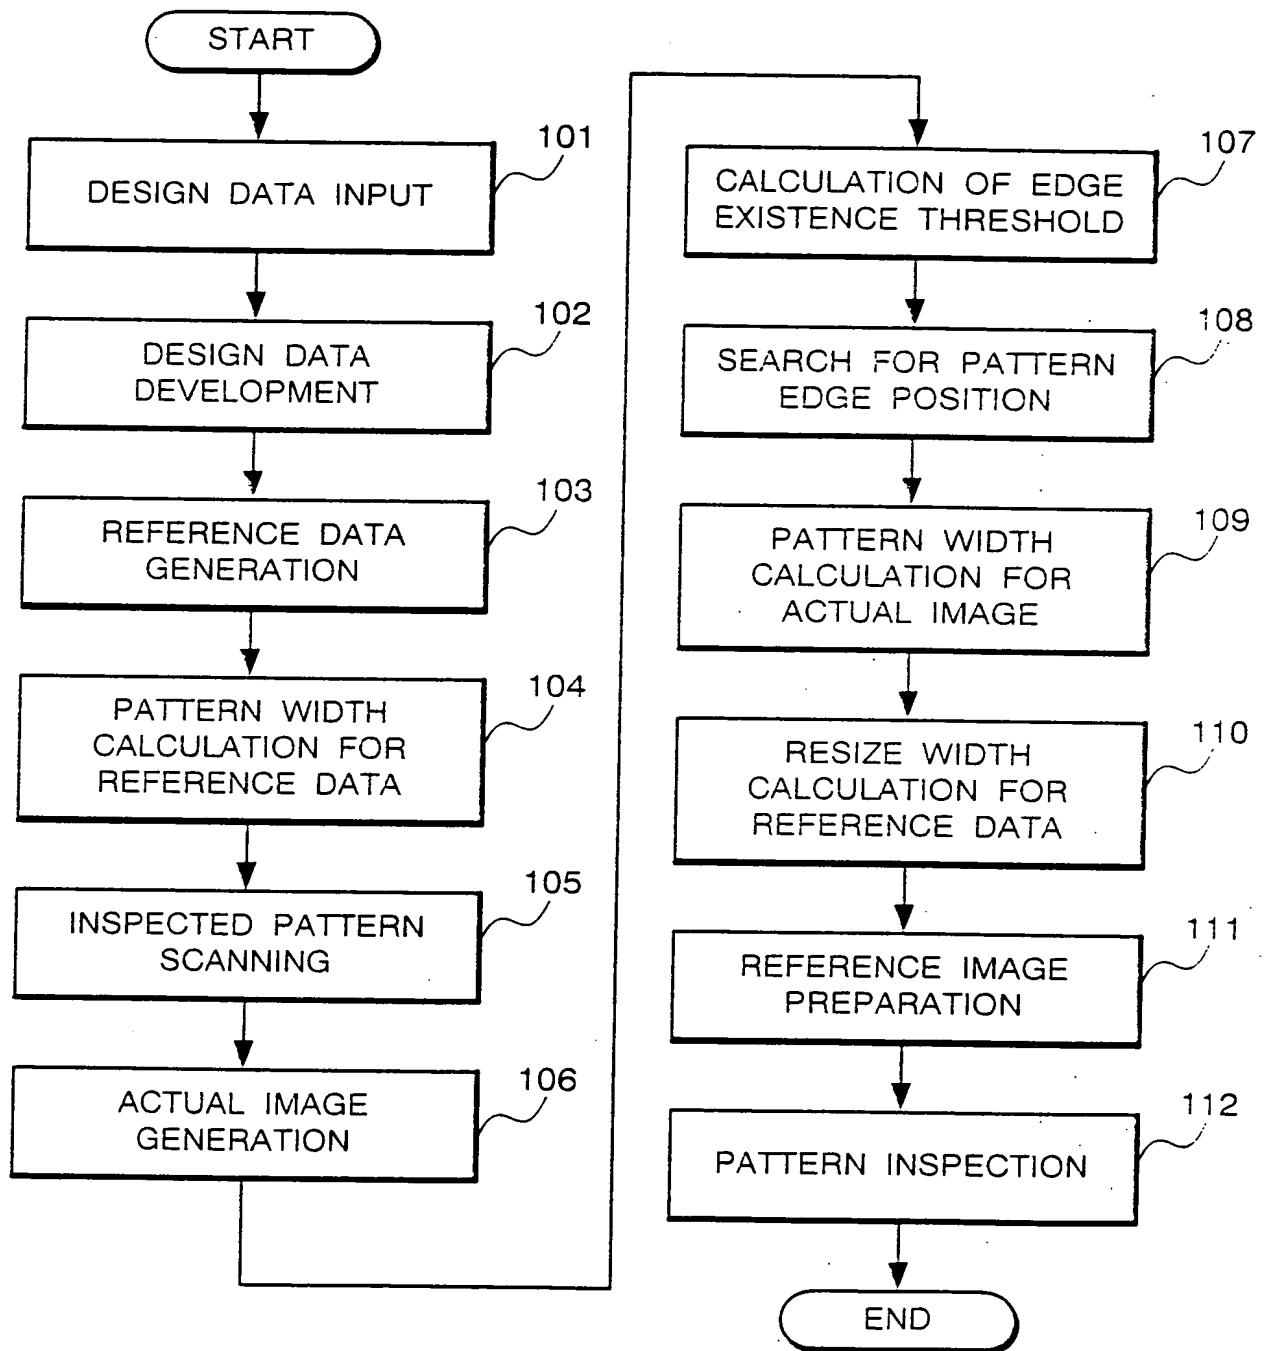 START
101
DESIGN DATA INPUT
102
DESIGN DATA
DEVELOPMENT
103
REFERENCE DATA
GENERATION
104
PATTERN WIDTH
CALCULATION FOR
REFERENCE DATA
105
INSPECTED PATTERN
SCANNING
106
ACTUAL IMAGE
GENERATION
107
CALCULATION OF EDGE
EXISTENCE THRESHOLD
108
SEARCH FOR PATTERN
EDGE POSITION
109
PATTERN WIDTH
CALCULATION FOR
ACTUAL IMAGE
110
RESIZE WIDTH
CALCULATION FOR
REFERENCE DATA
111
REFERENCE IMAGE
PREPARATION
112
PATTERN INSPECTION
END